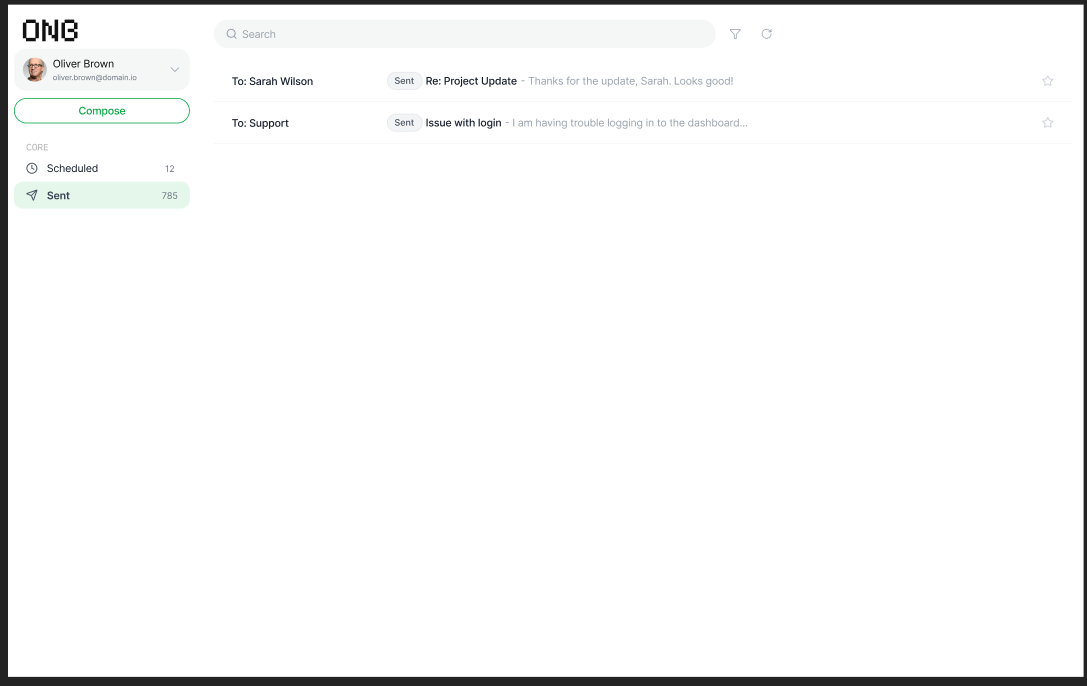 ONB
Oliver Brown
oliver.brown@domain.io
Compose
CORE
Scheduled 12
Sent 785
Search
To: Sarah Wilson Sent Re: Project Update - Thanks for the update, Sarah. Looks good!
To: Support Sent Issue with login - I am having trouble logging in to the dashboard...